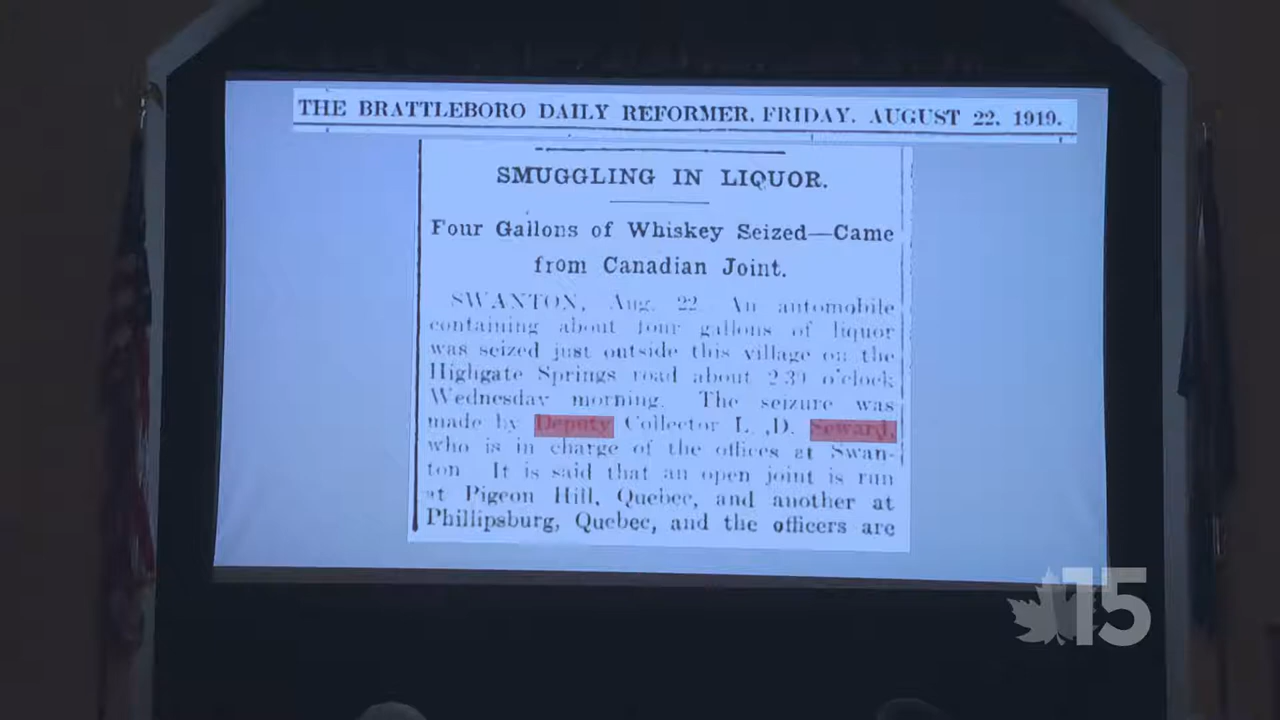 THE BRATTLEBORO DAILY REFORMER, FRIDAY, AUGUST 22, 1919.
SMUGGLING IN LIQUOR.
Four Gallons of Whiskey Seized—Came
from Canadian Joint.
SWANTON, Aug. 22. An automobile
containing about four gallons of liquor
was seized just outside this village on the
Highgate Springs road about 2.30 o'clock
Wednesday morning. The seizure was
made by Deputy Collector L. D. Seward,
who is in charge of the offices at Swan-
ton. It is said that an open joint is run
at Pigeon Hill, Quebec, and another at
Phillipsburg, Quebec, and the officers are
15